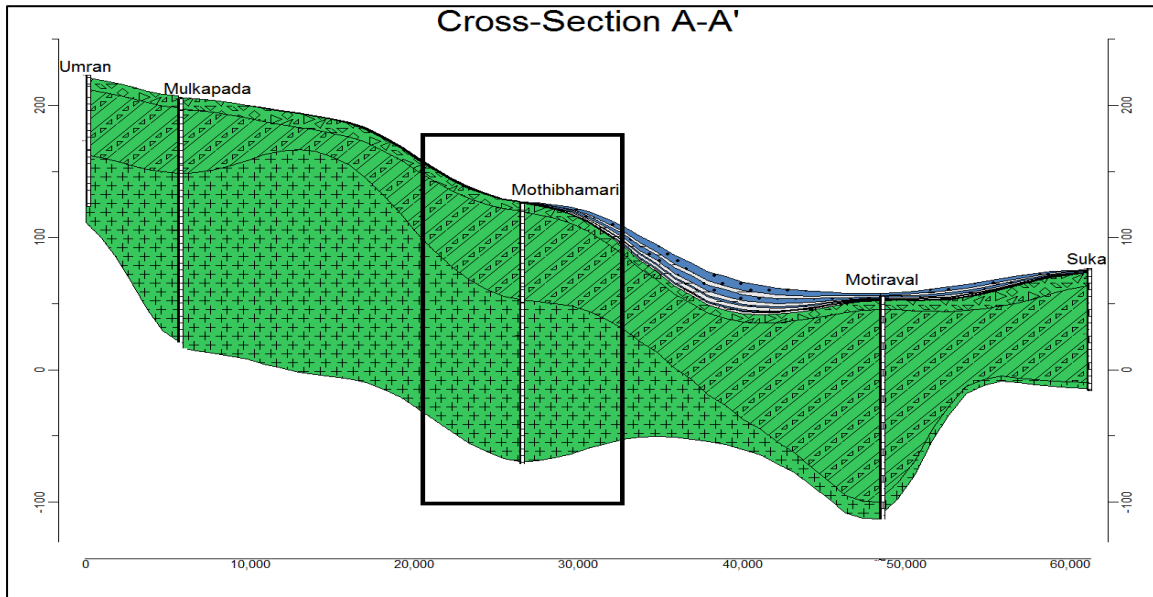 Cross-Section A-A'
Umran
Mulkapada
Mothibhamari
Motiraval
Suka
200
100
0
-100
200
100
0
-100
0 10,000 20,000 30,000 40,000 50,000 60,000